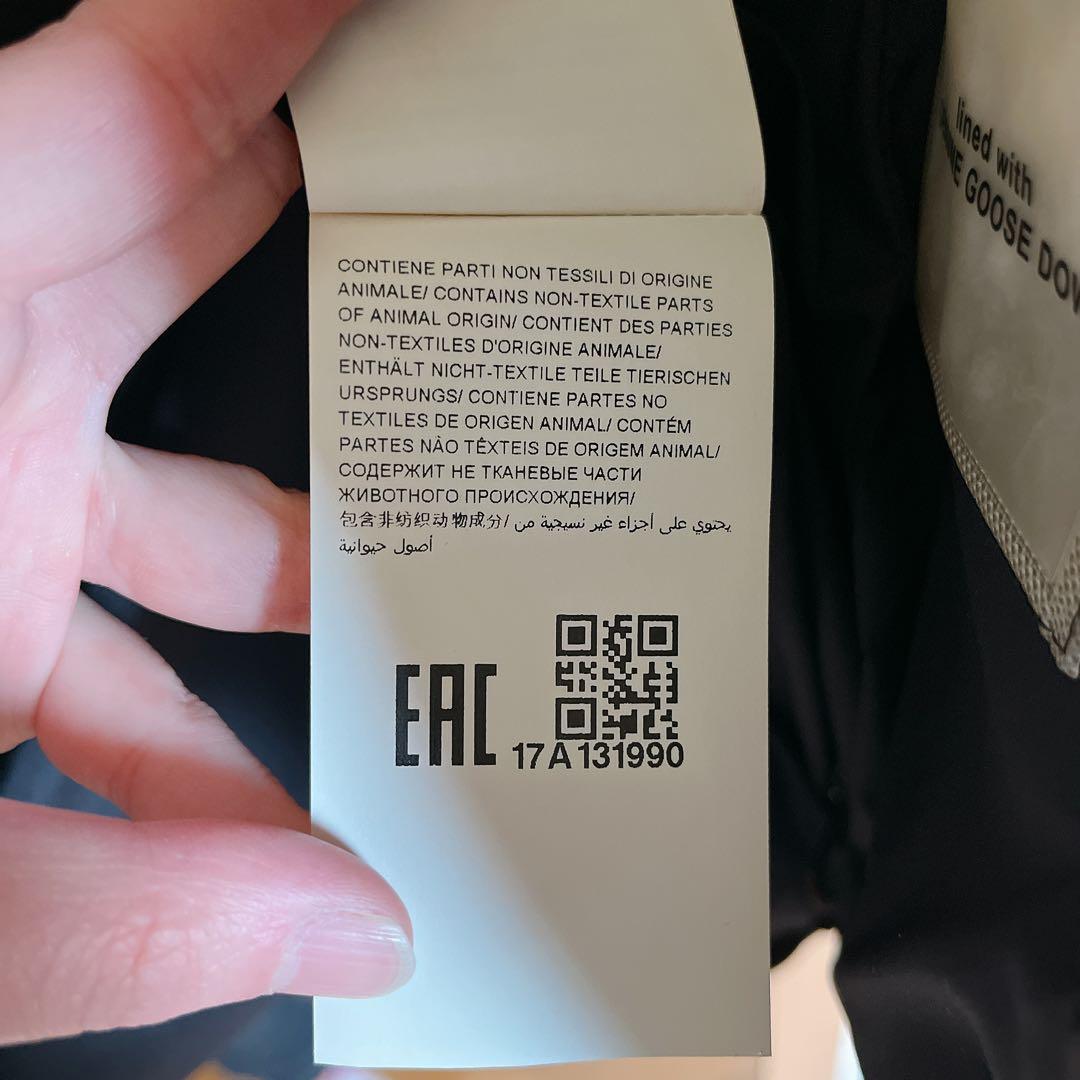 CONTIENE PARTI NON TESSILI DI ORIGINE
ANIMALE/ CONTAINS NON-TEXTILE PARTS
OF ANIMAL ORIGIN/ CONTIENT DES PARTIES
NON-TEXTILES D'ORIGINE ANIMALE/
ENTHÄLT NICHT-TEXTILE TEILE TIERISCHEN
URSPRUNGS/ CONTIENE PARTES NO
TEXTILES DE ORIGEN ANIMAL/ CONTÉM
PARTES NÀO TÊXTEIS DE ORIGEM ANIMAL/
СОДЕРЖИТ НЕ ТКАНЕВЫЕ ЧАСТИ
ЖИВОТНОГО ПРОИСХОЖДЕНИЯ/
包含非纺织动物成分/ يحتوي على أجزاء غير نسيجية من
أصول حيوانية
EAC
17A131990
lined with
GOOSE